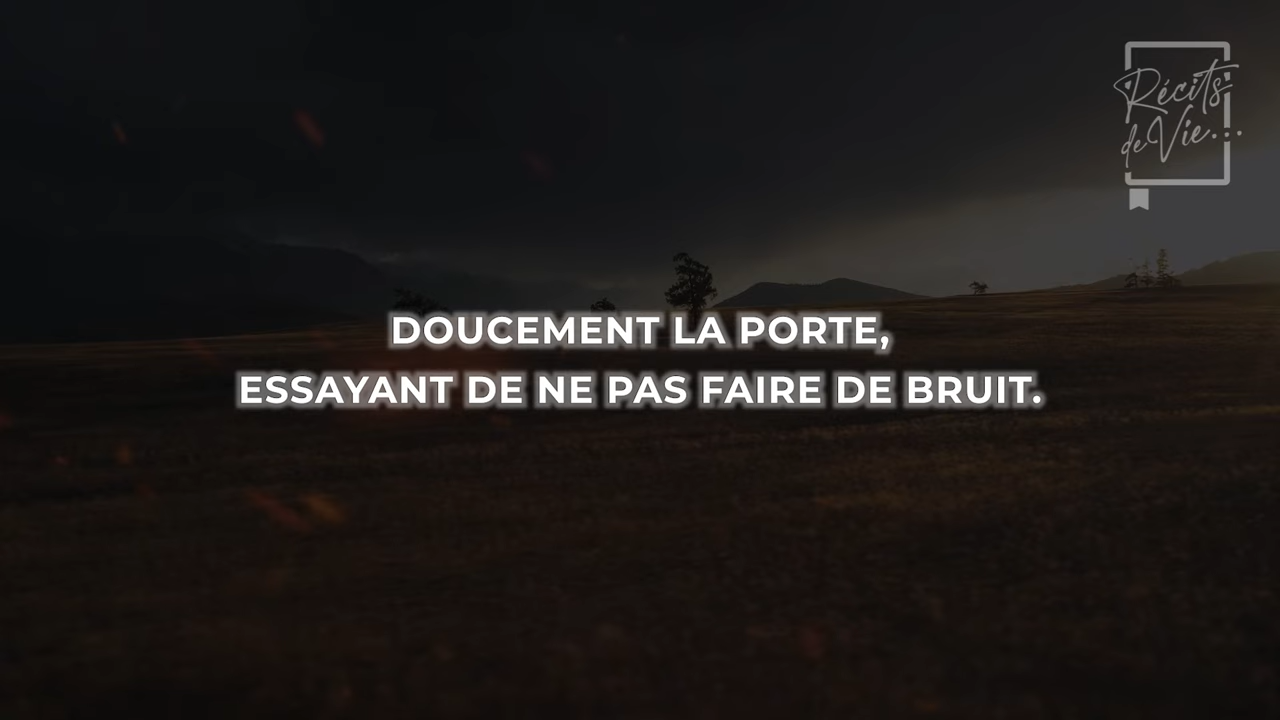 Récits
de Vie...
DOUCEMENT LA PORTE,
ESSAYANT DE NE PAS FAIRE DE BRUIT.